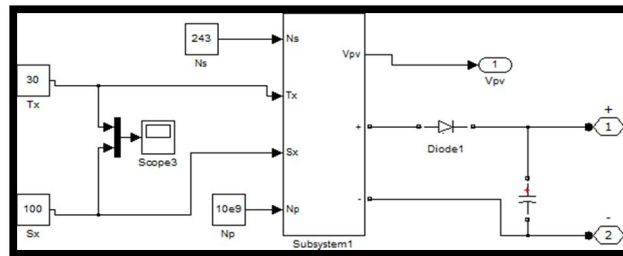 243
Ns
Ns
Vpv
1
Vpv
30
Tx
Tx
Scope3
+
Diode1
+
1
+
Sx
100
Sx
10e9
Np
Np
-
-
2
Subsystem1